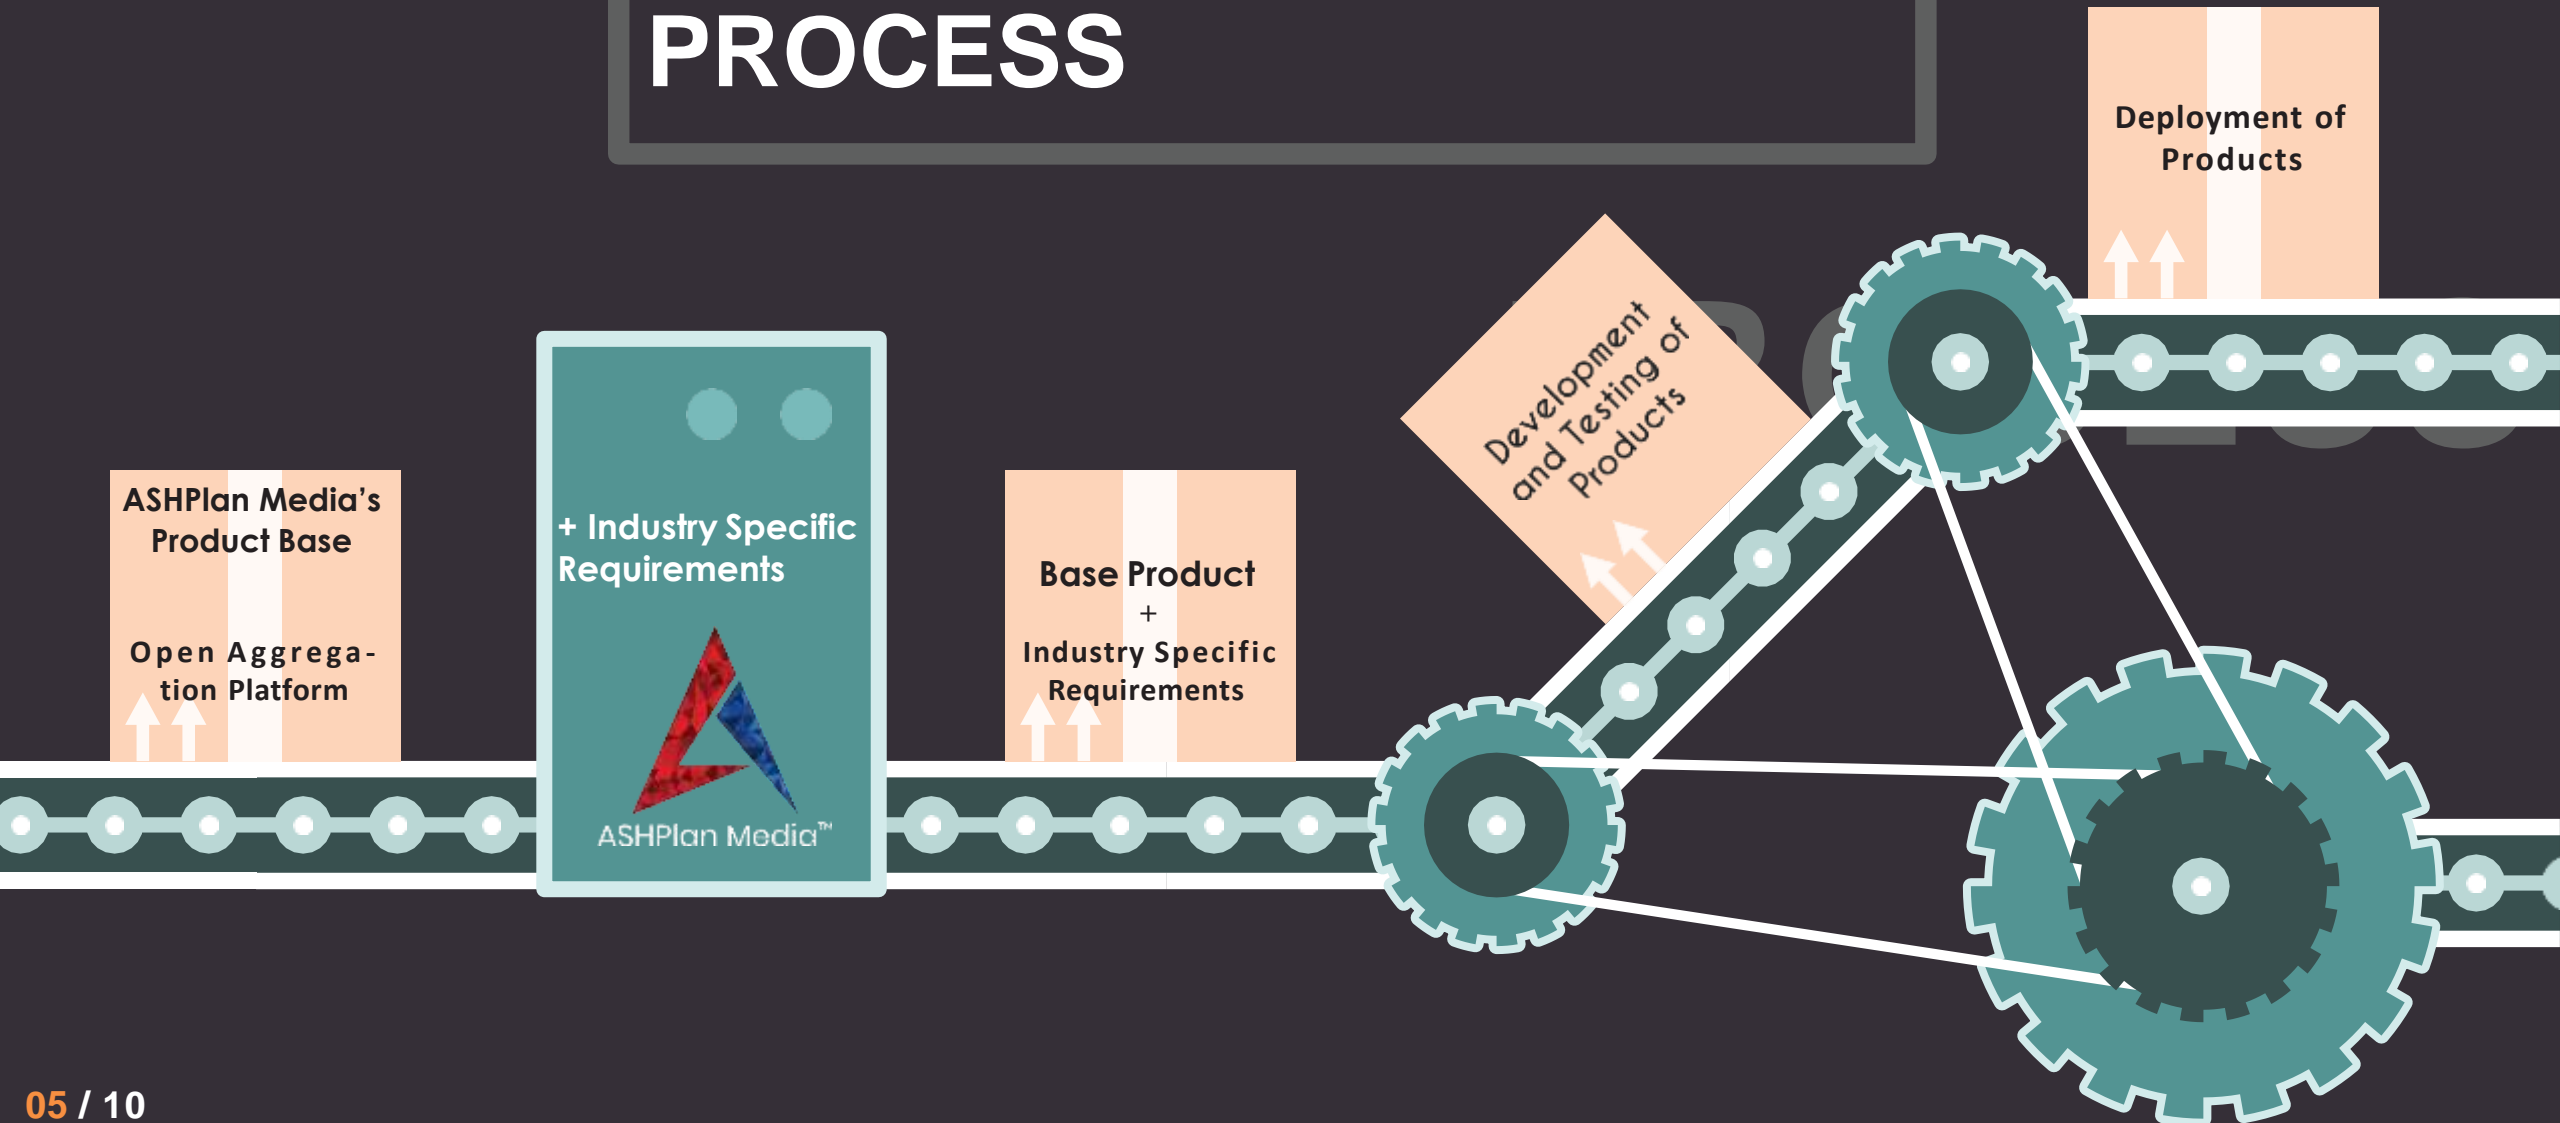 PROCESS
Deployment of
Products
Development
and Testing of
Products
ASHPlan Media’s
Product Base
Open Aggrega-
tion Platform
+ Industry Specific
Requirements
ASHPlan Media™
Base Product
+
Industry Specific
Requirements
05 / 10